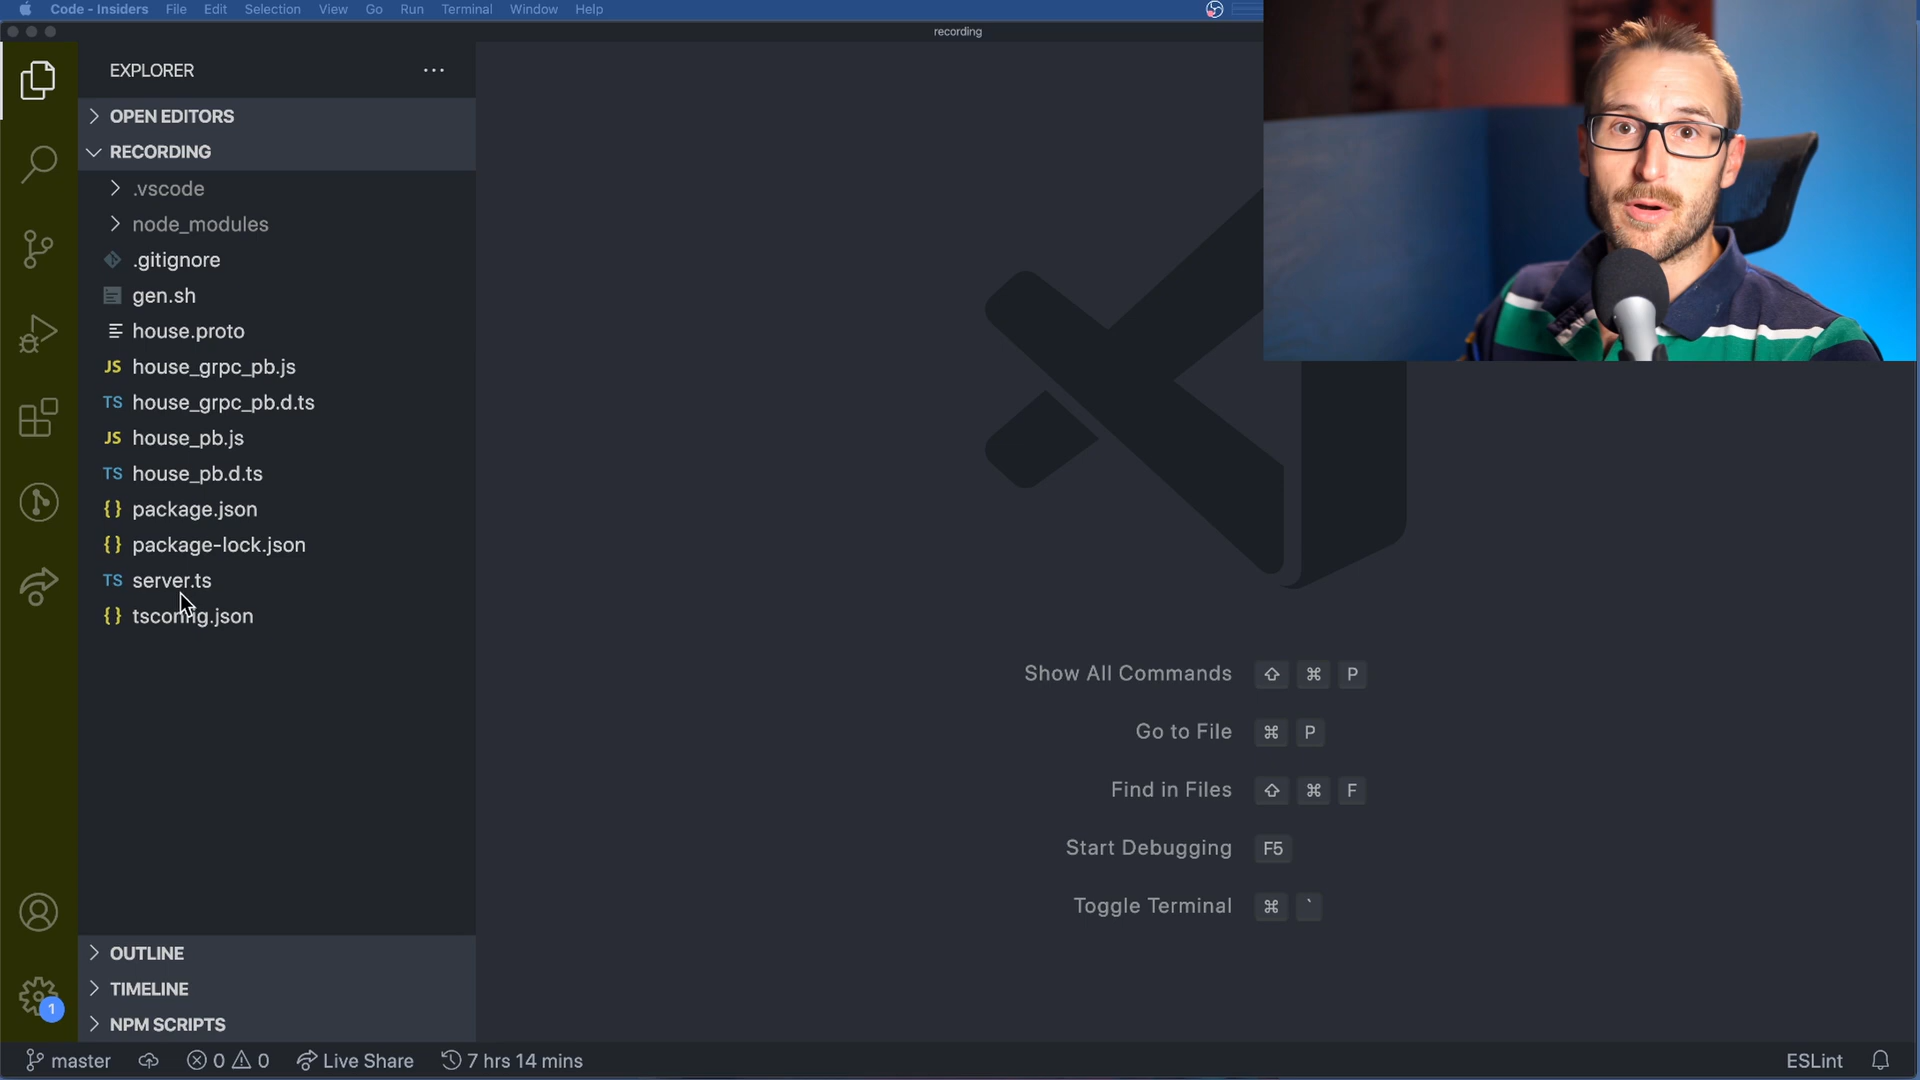 Code - Insiders File Edit Selection View Go Run Terminal Window Help
recording
EXPLORER
OPEN EDITORS
RECORDING
.vscode
node_modules
.gitignore
gen.sh
house.proto
JS house_grpc_pb.js
TS house_grpc_pb.d.ts
JS house_pb.js
TS house_pb.d.ts
{} package.json
{} package-lock.json
TS server.ts
{} tsconfig.json
Show All Commands ⇧ ⌘ P
Go to File ⌘ P
Find in Files ⇧ ⌘ F
Start Debugging F5
Toggle Terminal ⌘ `
OUTLINE
TIMELINE
NPM SCRIPTS
1
master 0 0 Live Share 7 hrs 14 mins ESLint